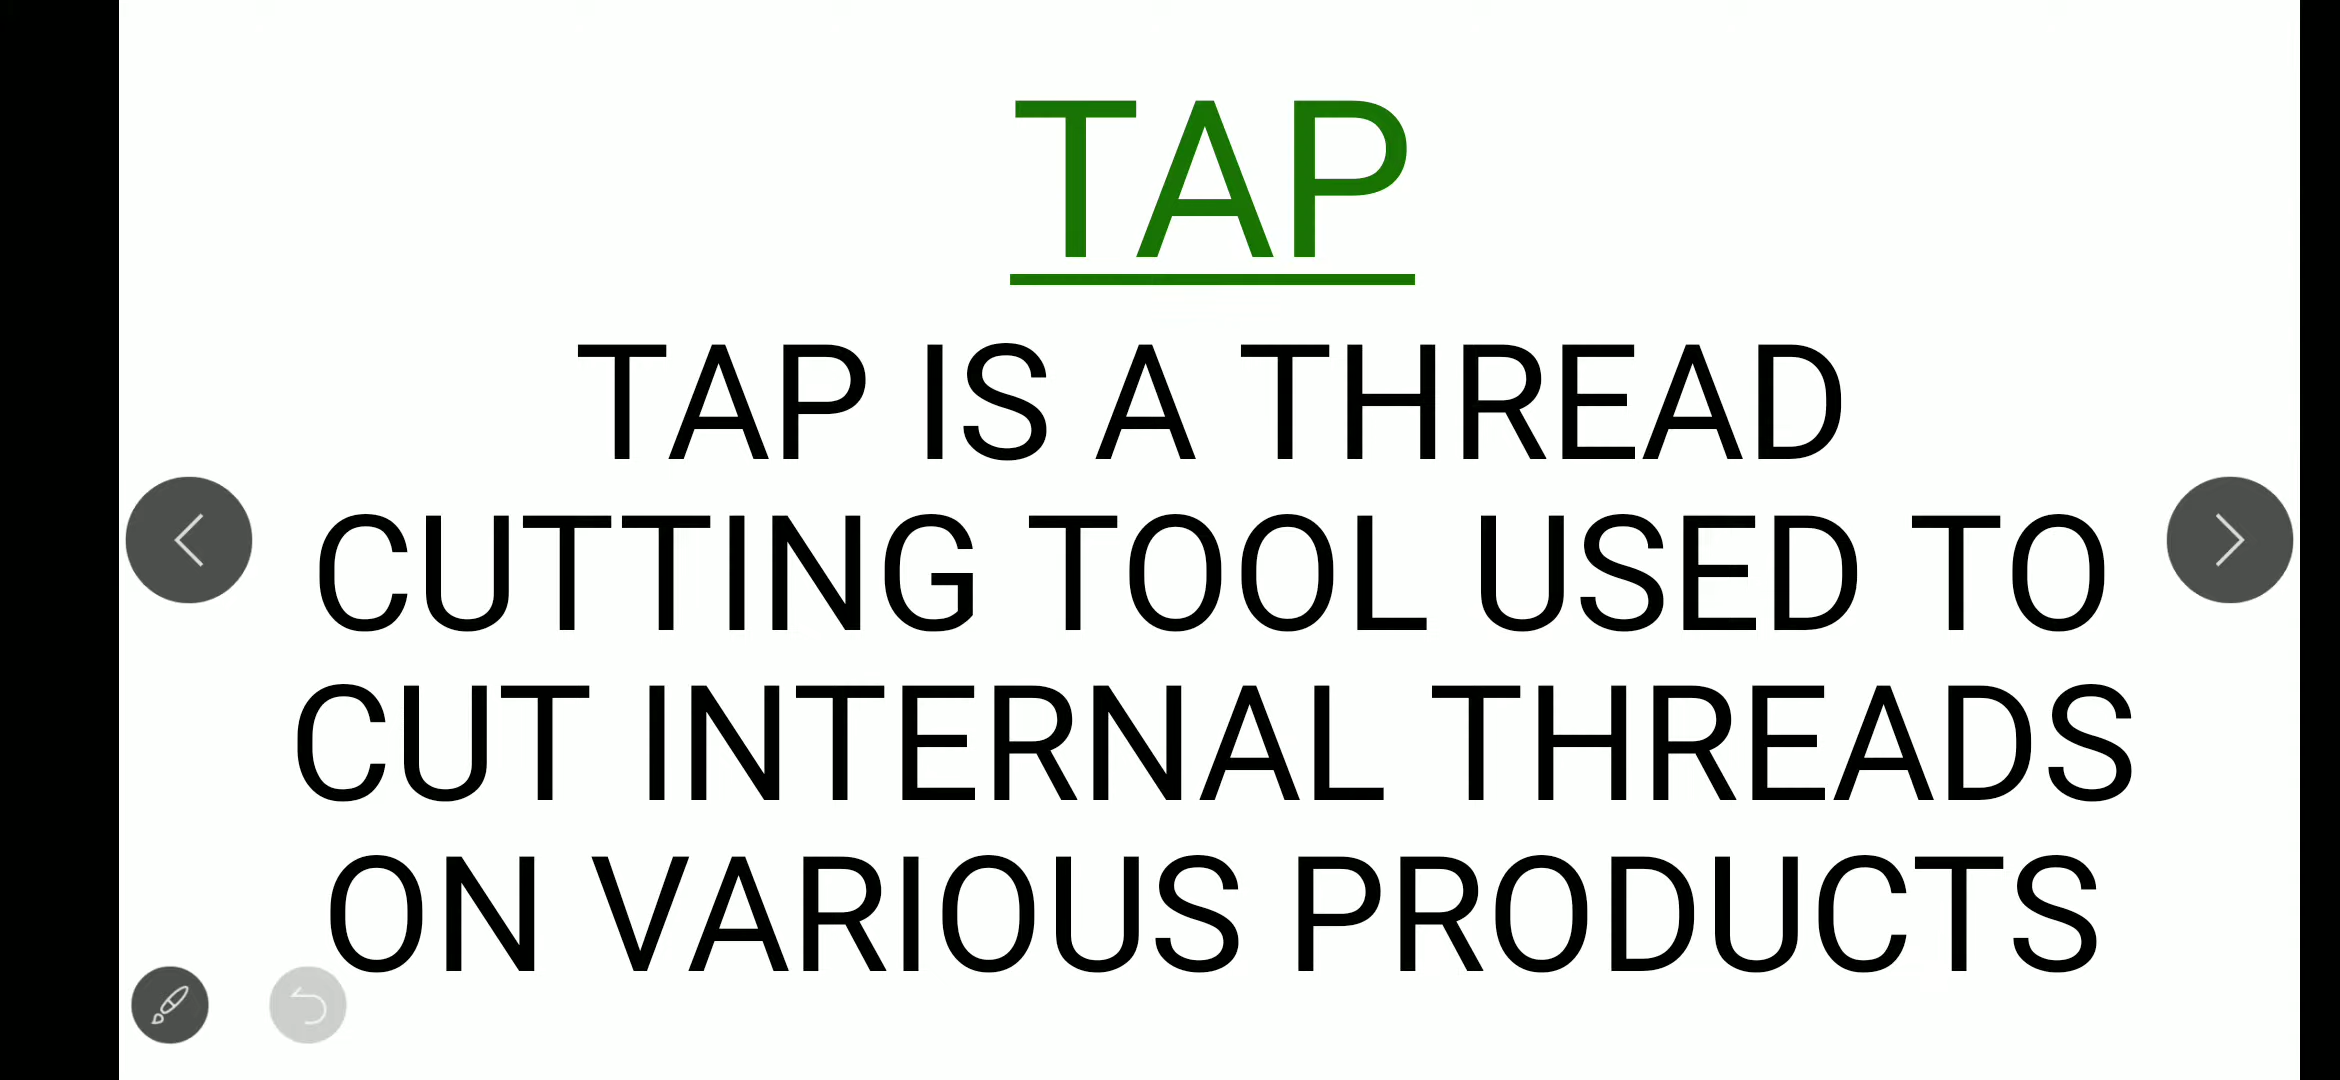 TAP
TAP IS A THREAD
CUTTING TOOL USED TO
CUT INTERNAL THREADS
ON VARIOUS PRODUCTS